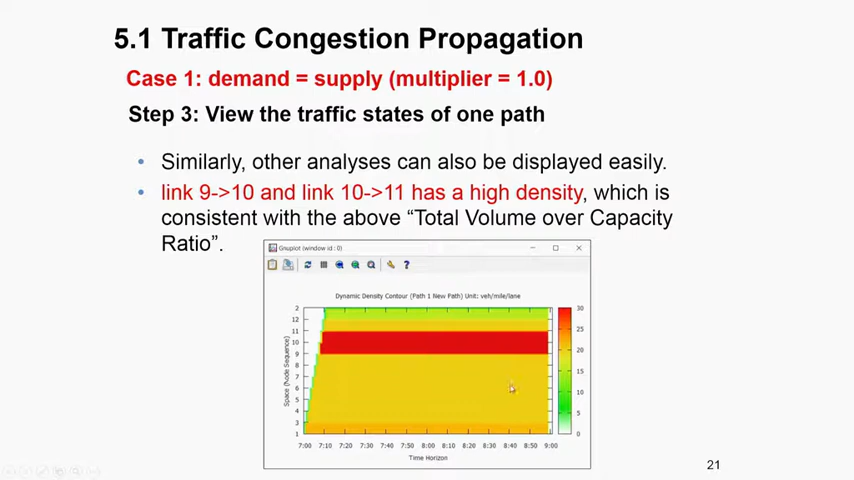 5.1 Traffic Congestion Propagation
Case 1: demand = supply (multiplier = 1.0)
Step 3: View the traffic states of one path
• Similarly, other analyses can also be displayed easily.
• link 9->10 and link 10->11 has a high density, which is
consistent with the above “Total Volume over Capacity
Ratio”.
Gnuplot (window id : 0)
Dynamic Density Contour (Path 1 New Path) Unit: veh/mile/lane
Space (Node Sequence)
2
12
11
10
9
8
7
6
5
4
3
1
7:00 7:10 7:20 7:30 7:40 7:50 8:00 8:10 8:20 8:30 8:40 8:50 9:00
Time Horizon
30
25
20
15
10
5
0
21